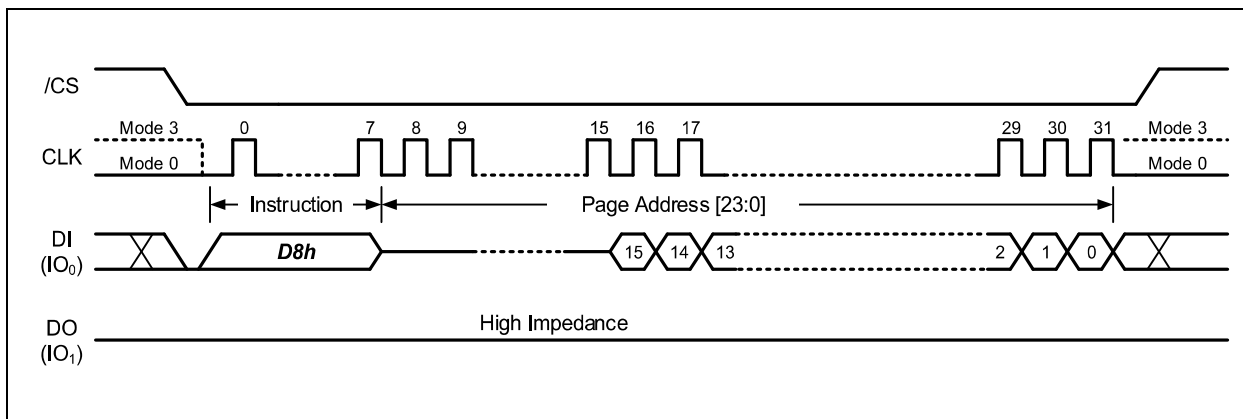 /CS
Mode 3 0 7 8 9 15 16 17 29 30 31 Mode 3
CLK
Mode 0 Mode 0
Instruction Page Address [23:0]
DI
(IO₀)
D8h 15 14 13 2 1 0
High Impedance
DO
(IO₁)